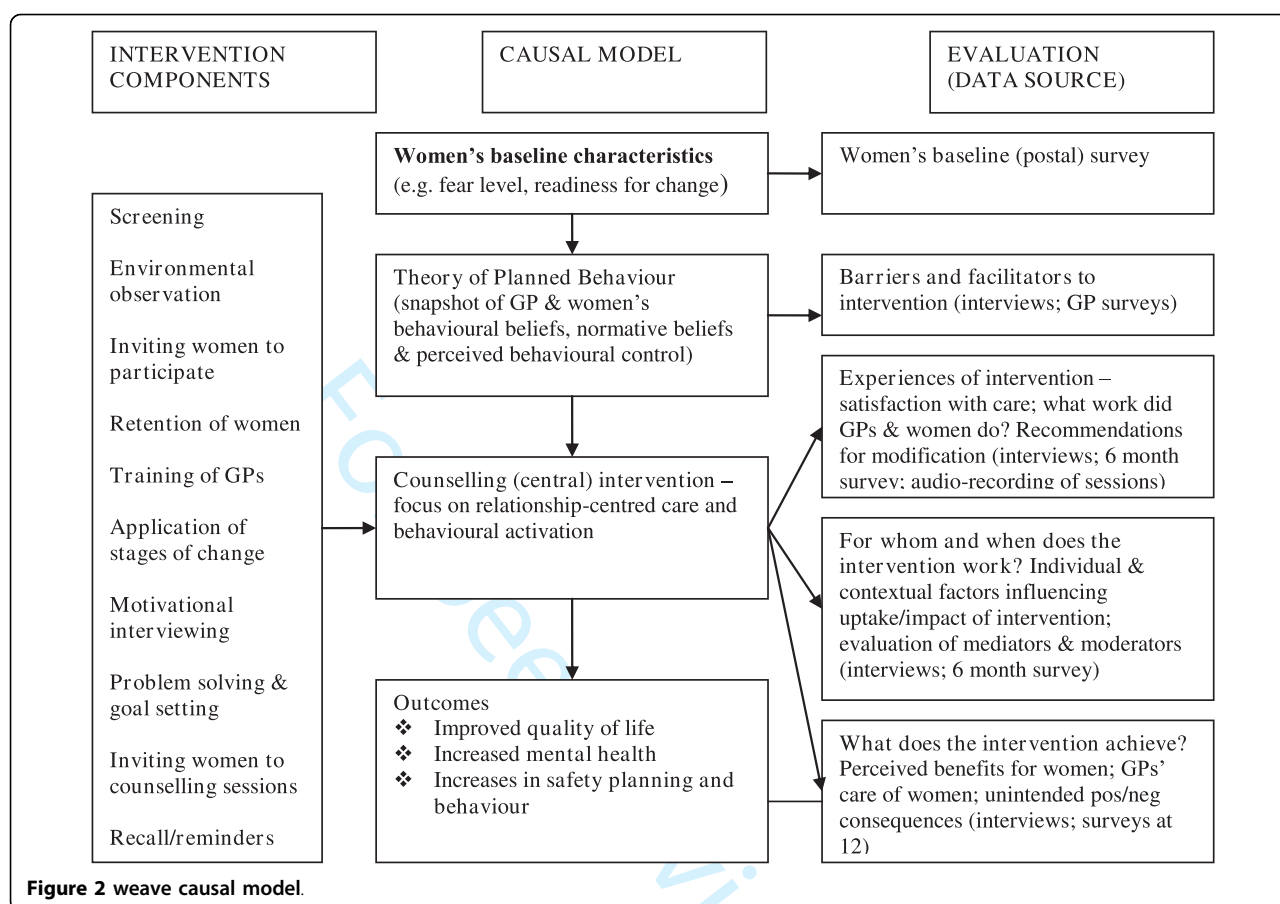 INTERVENTION
COMPONENTS
CAUSAL MODEL
EVALUATION
(DATA SOURCE)
Screening
Environmental
observation
Inviting women to
participate
Retention of women
Training of GPs
Application of
stages of change
Motivational
interviewing
Problem solving &
goal setting
Inviting women to
counselling sessions
Recall/reminders
Women's baseline characteristics
(e.g. fear level, readiness for change)
Theory of Planned Behaviour
(snapshot of GP & women's
behavioural beliefs, normative beliefs
& perceived behavioural control)
Counselling (central) intervention –
focus on relationship-centred care and
behavioural activation
Outcomes
❖ Improved quality of life
❖ Increased mental health
❖ Increases in safety planning and
behaviour
Women's baseline (postal) survey
Barriers and facilitators to
intervention (interviews; GP surveys)
Experiences of intervention –
satisfaction with care; what work did
GPs & women do? Recommendations
for modification (interviews; 6 month
survey; audio-recording of sessions)
For whom and when does the
intervention work? Individual &
contextual factors influencing
uptake/impact of intervention;
evaluation of mediators & moderators
(interviews; 6 month survey)
What does the intervention achieve?
Perceived benefits for women; GPs'
care of women; unintended pos/neg
consequences (interviews; surveys at
12)
Figure 2 weave causal model.